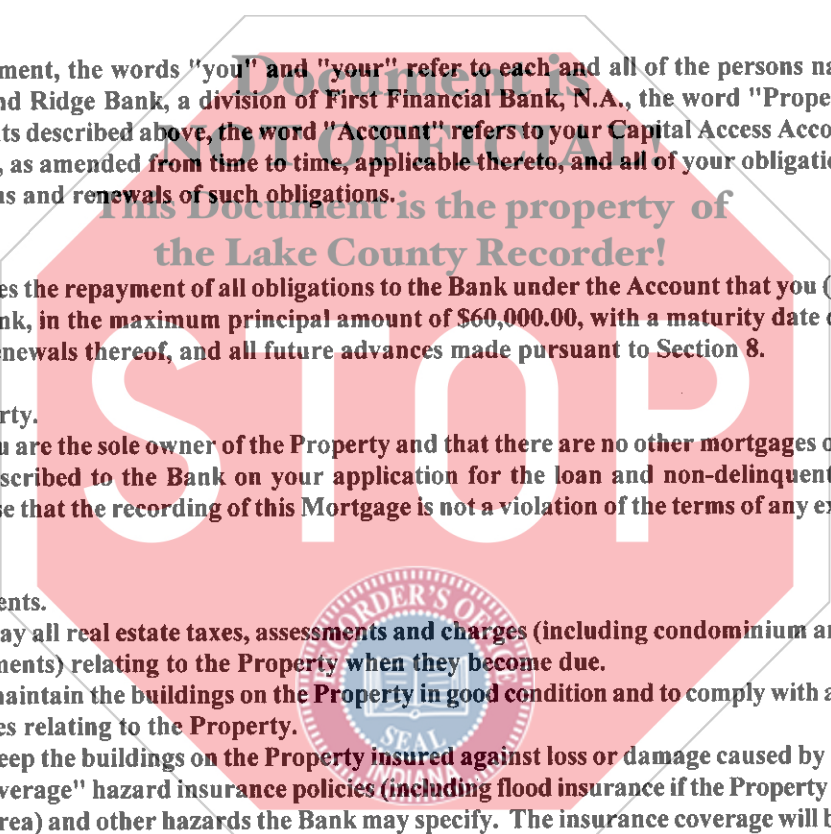 ment, the words "you" and "your" refer to each and all of the persons na
Document is
nd Ridge Bank, a division of First Financial Bank, N.A., the word "Prope
ts described above, the word "Account" refers to your Capital Access Acco
NOT OFFICIAL!
, as amended from time to time, applicable thereto, and all of your obligatio
ns and renewals of such obligations.
This Document is the property of
the Lake County Recorder!
es the repayment of all obligations to the Bank under the Account that you (
nk, in the maximum principal amount of $60,000.00, with a maturity date o
enewals thereof, and all future advances made pursuant to Section 8.
STOP
rty.
u are the sole owner of the Property and that there are no other mortgages o
scribed to the Bank on your application for the loan and non-delinquent
se that the recording of this Mortgage is not a violation of the terms of any ex
ents.
RECORDER'S OFFICE
ay all real estate taxes, assessments and charges (including condominium an
ments) relating to the Property when they become due.
maintain the buildings on the Property in good condition and to comply with a
es relating to the Property.
SEAL
eep the buildings on the Property insured against loss or damage caused by
INDIANA
verage" hazard insurance policies (including flood insurance if the Property
rea) and other hazards the Bank may specify. The insurance coverage will b